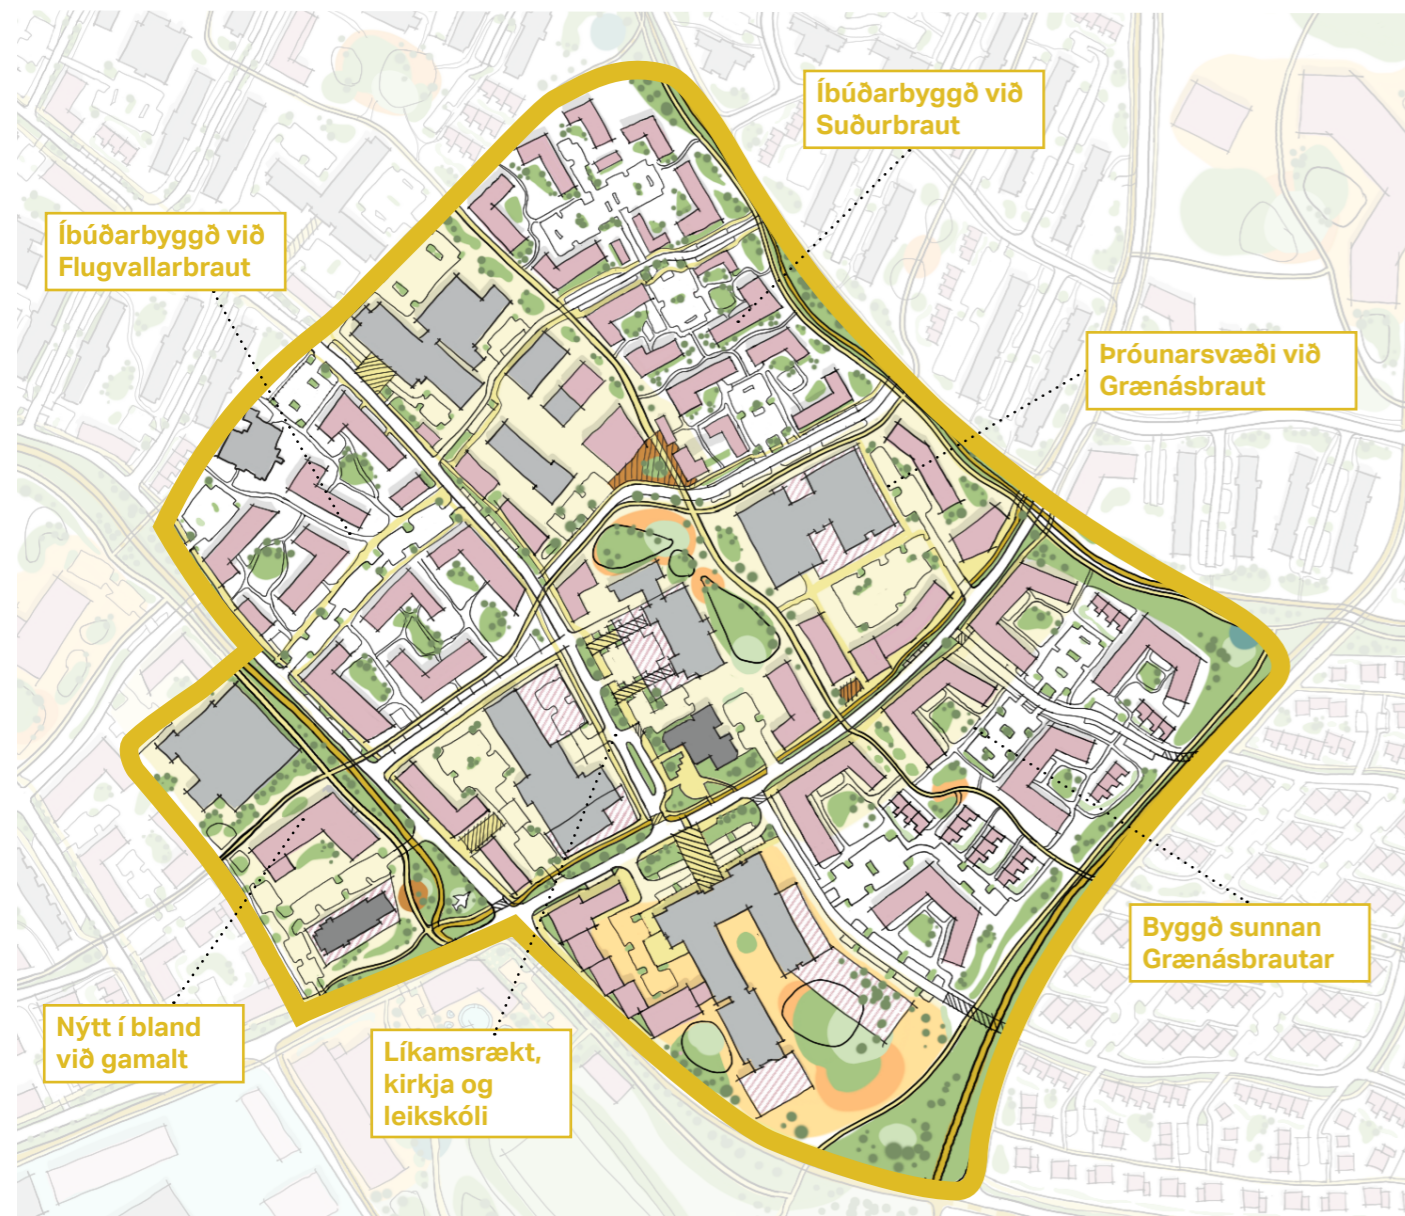 Íbúðarbyggð við
Suðurbraut
Íbúðarbyggð við
Flugvallarbraut
Þróunarsvæði við
Grænásbraut
Byggð sunnan
Grænásbrautar
Nýtt í bland
við gamalt
Líkamsrækt,
kirkja og
leikskóli